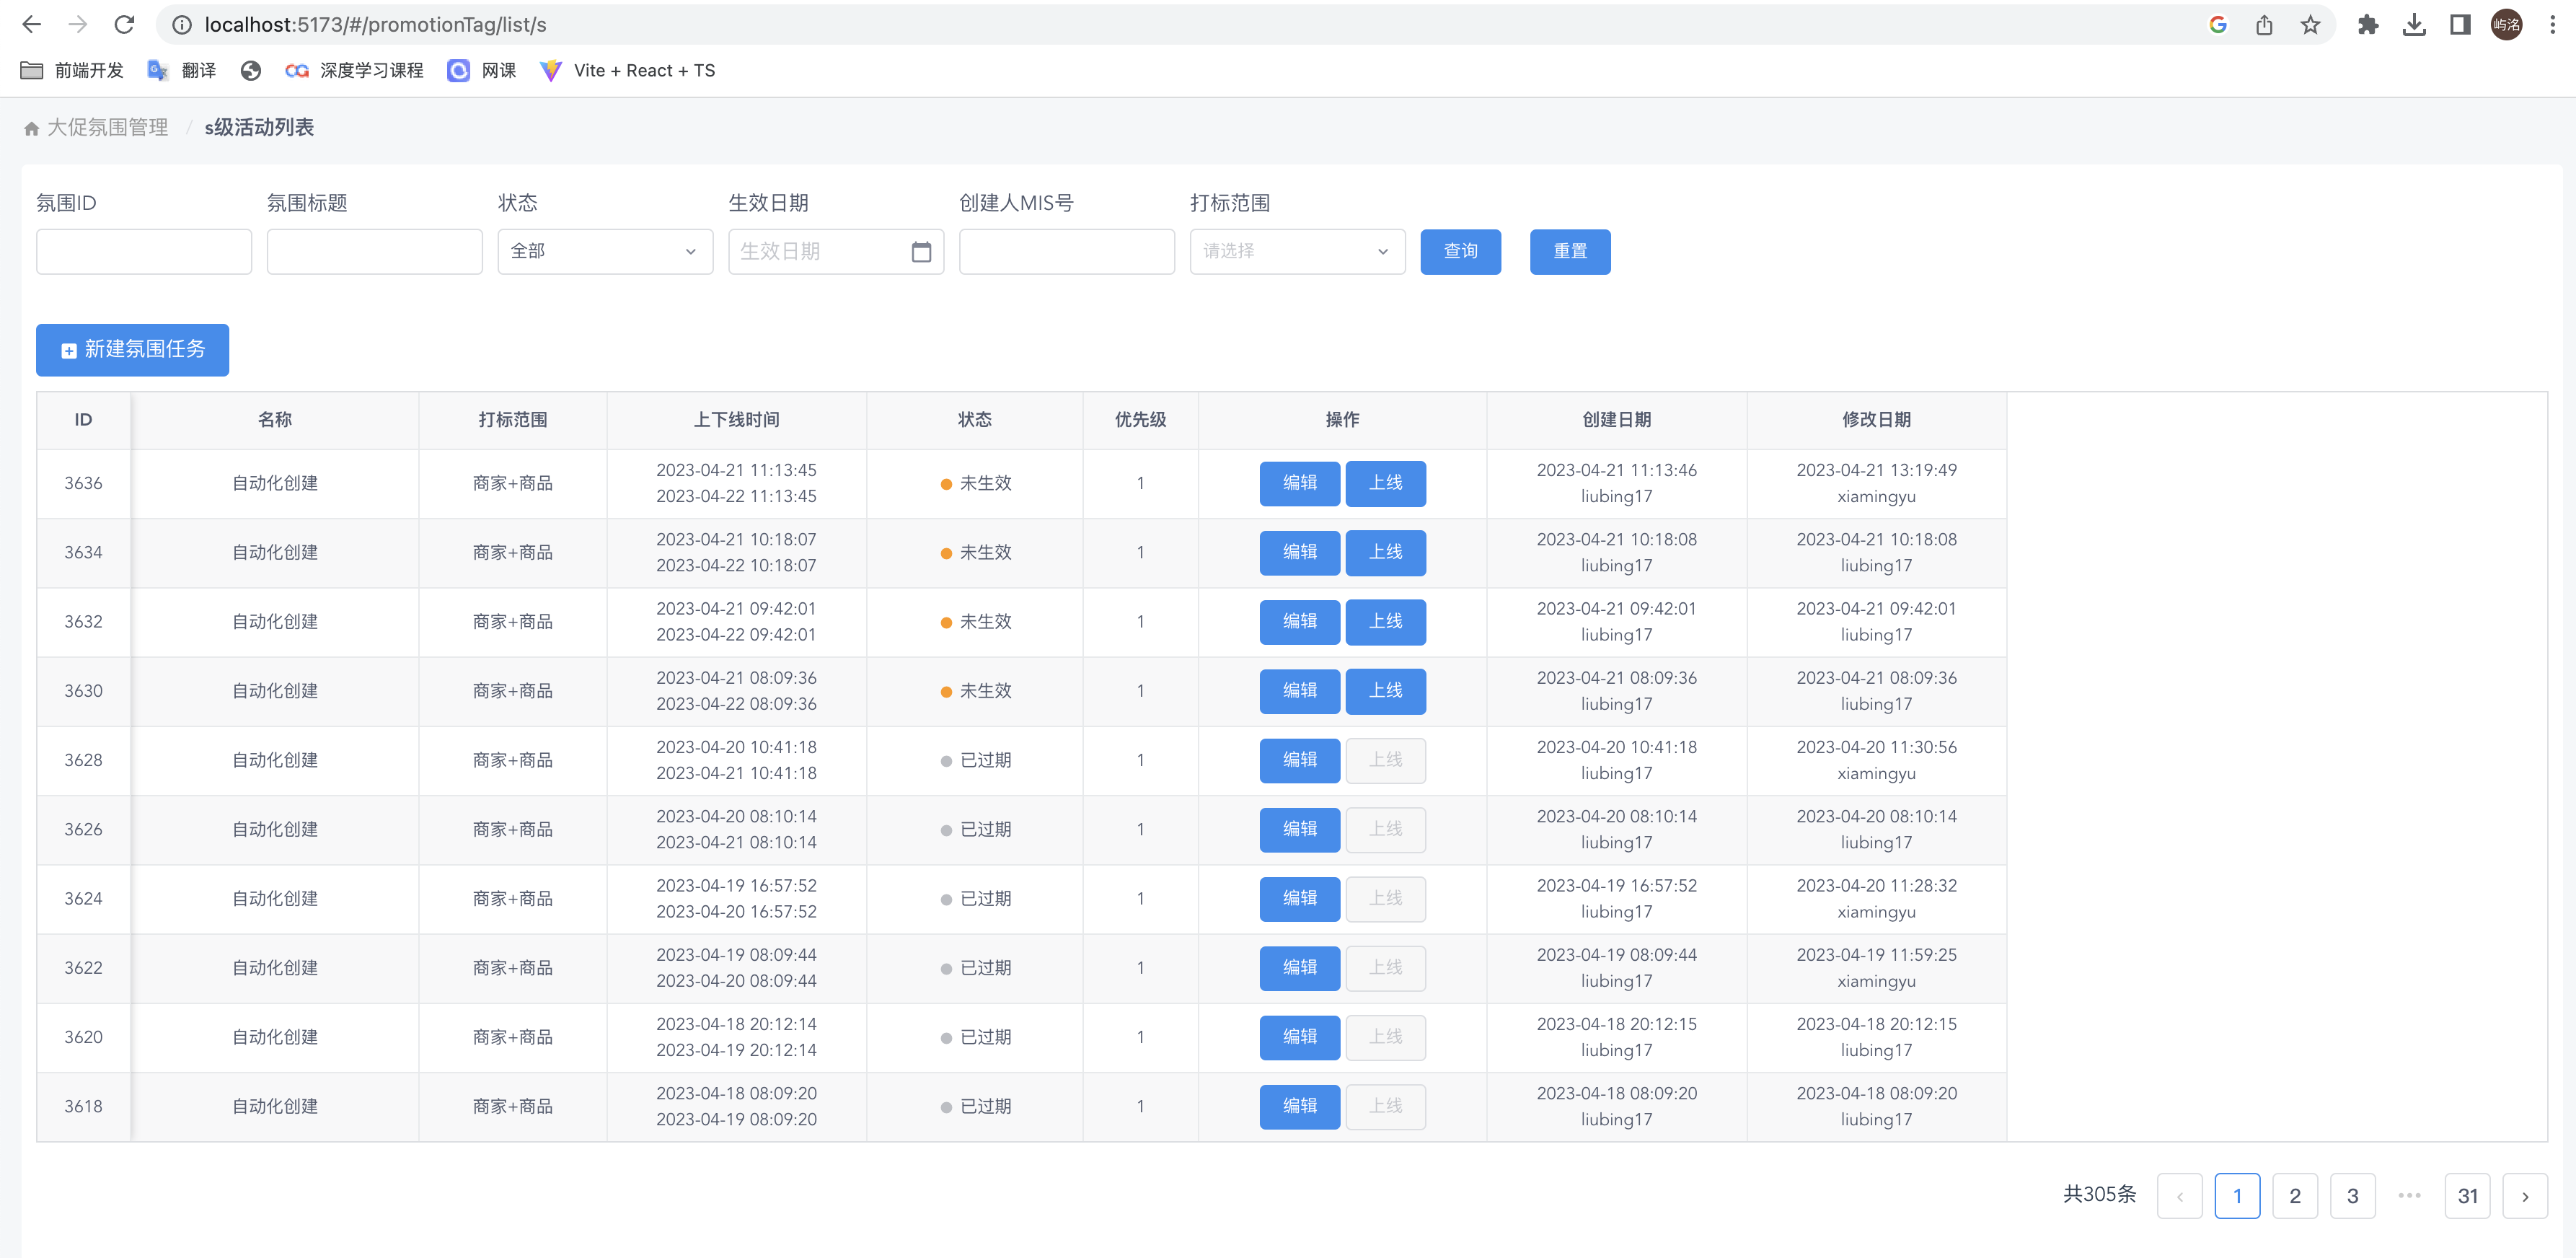 localhost:5173/#/promotionTag/list/s
屿洺
前端开发 翻译 深度学习课程 网课 Vite + React + TS
大促氛围管理 / s级活动列表
氛围ID 氛围标题 状态 生效日期 创建人MIS号 打标范围
全部 生效日期 请选择 查询 重置
新建氛围任务
ID 名称 打标范围 上下线时间 状态 优先级 操作 创建日期 修改日期
3636 自动化创建 商家+商品 2023-04-21 11:13:45 2023-04-22 11:13:45 未生效 1 编辑 上线 2023-04-21 11:13:46 liubing17 2023-04-21 13:19:49 xiamingyu
3634 自动化创建 商家+商品 2023-04-21 10:18:07 2023-04-22 10:18:07 未生效 1 编辑 上线 2023-04-21 10:18:08 liubing17 2023-04-21 10:18:08 liubing17
3632 自动化创建 商家+商品 2023-04-21 09:42:01 2023-04-22 09:42:01 未生效 1 编辑 上线 2023-04-21 09:42:01 liubing17 2023-04-21 09:42:01 liubing17
3630 自动化创建 商家+商品 2023-04-21 08:09:36 2023-04-22 08:09:36 未生效 1 编辑 上线 2023-04-21 08:09:36 liubing17 2023-04-21 08:09:36 liubing17
3628 自动化创建 商家+商品 2023-04-20 10:41:18 2023-04-21 10:41:18 已过期 1 编辑 上线 2023-04-20 10:41:18 liubing17 2023-04-20 11:30:56 xiamingyu
3626 自动化创建 商家+商品 2023-04-20 08:10:14 2023-04-21 08:10:14 已过期 1 编辑 上线 2023-04-20 08:10:14 liubing17 2023-04-20 08:10:14 liubing17
3624 自动化创建 商家+商品 2023-04-19 16:57:52 2023-04-20 16:57:52 已过期 1 编辑 上线 2023-04-19 16:57:52 liubing17 2023-04-20 11:28:32 xiamingyu
3622 自动化创建 商家+商品 2023-04-19 08:09:44 2023-04-20 08:09:44 已过期 1 编辑 上线 2023-04-19 08:09:44 liubing17 2023-04-19 11:59:25 xiamingyu
3620 自动化创建 商家+商品 2023-04-18 20:12:14 2023-04-19 20:12:14 已过期 1 编辑 上线 2023-04-18 20:12:15 liubing17 2023-04-18 20:12:15 liubing17
3618 自动化创建 商家+商品 2023-04-18 08:09:20 2023-04-19 08:09:20 已过期 1 编辑 上线 2023-04-18 08:09:20 liubing17 2023-04-18 08:09:20 liubing17
共305条 ‹ 1 2 3 ••• 31 ›